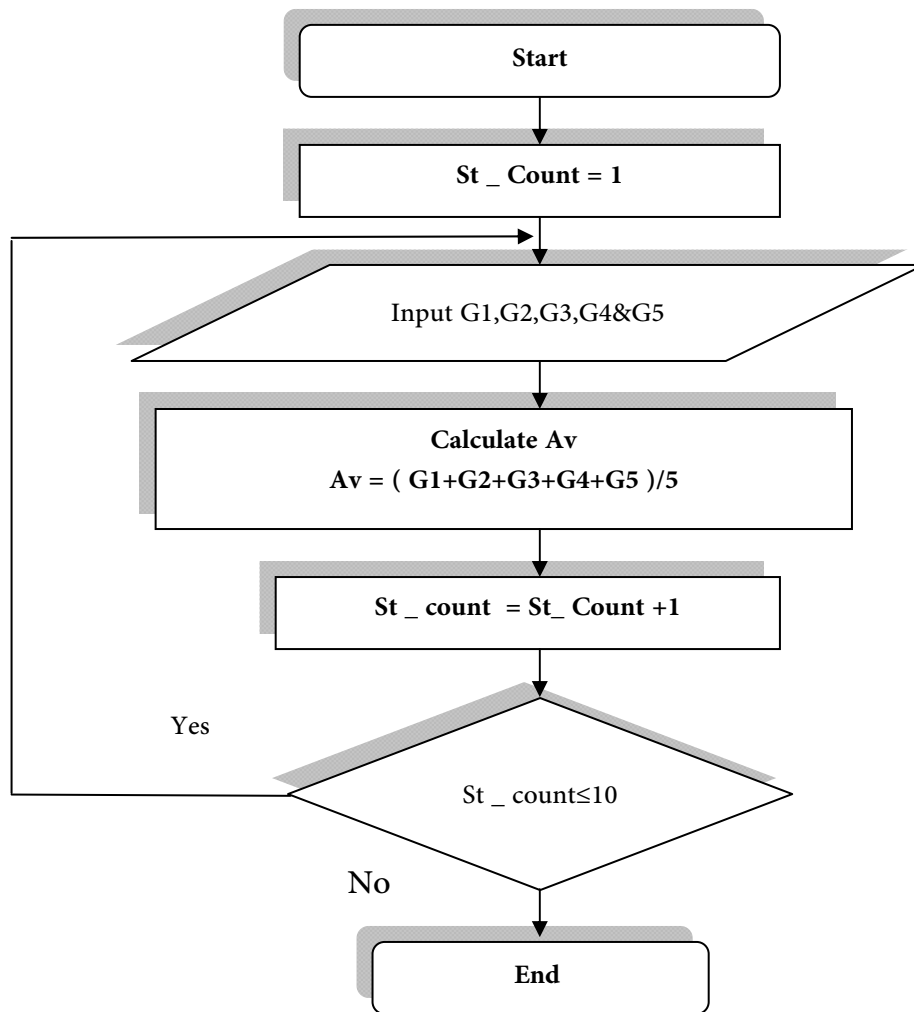 Start
St _ Count = 1
Input G1,G2,G3,G4&G5
Calculate Av
Av = ( G1+G2+G3+G4+G5 )/5
St _ count  = St_ Count +1
Yes
St _ count≤10
No
End